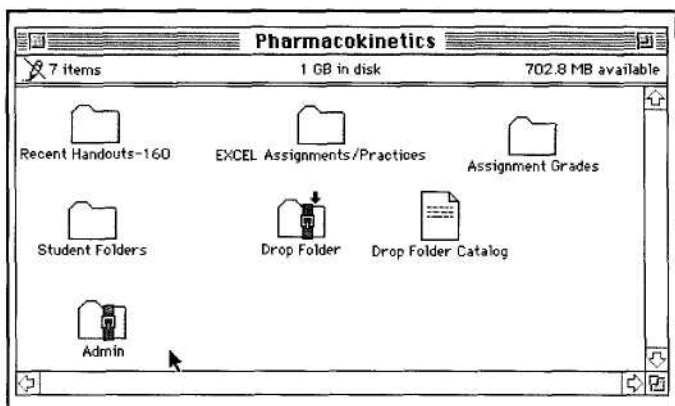 Pharmacokinetics
7 items 1 GB in disk 702.8 MB available
Recent Handouts-160 EXCEL Assignments/Practices Assignment Grades
Student Folders Drop Folder Drop Folder Catalog
Admin